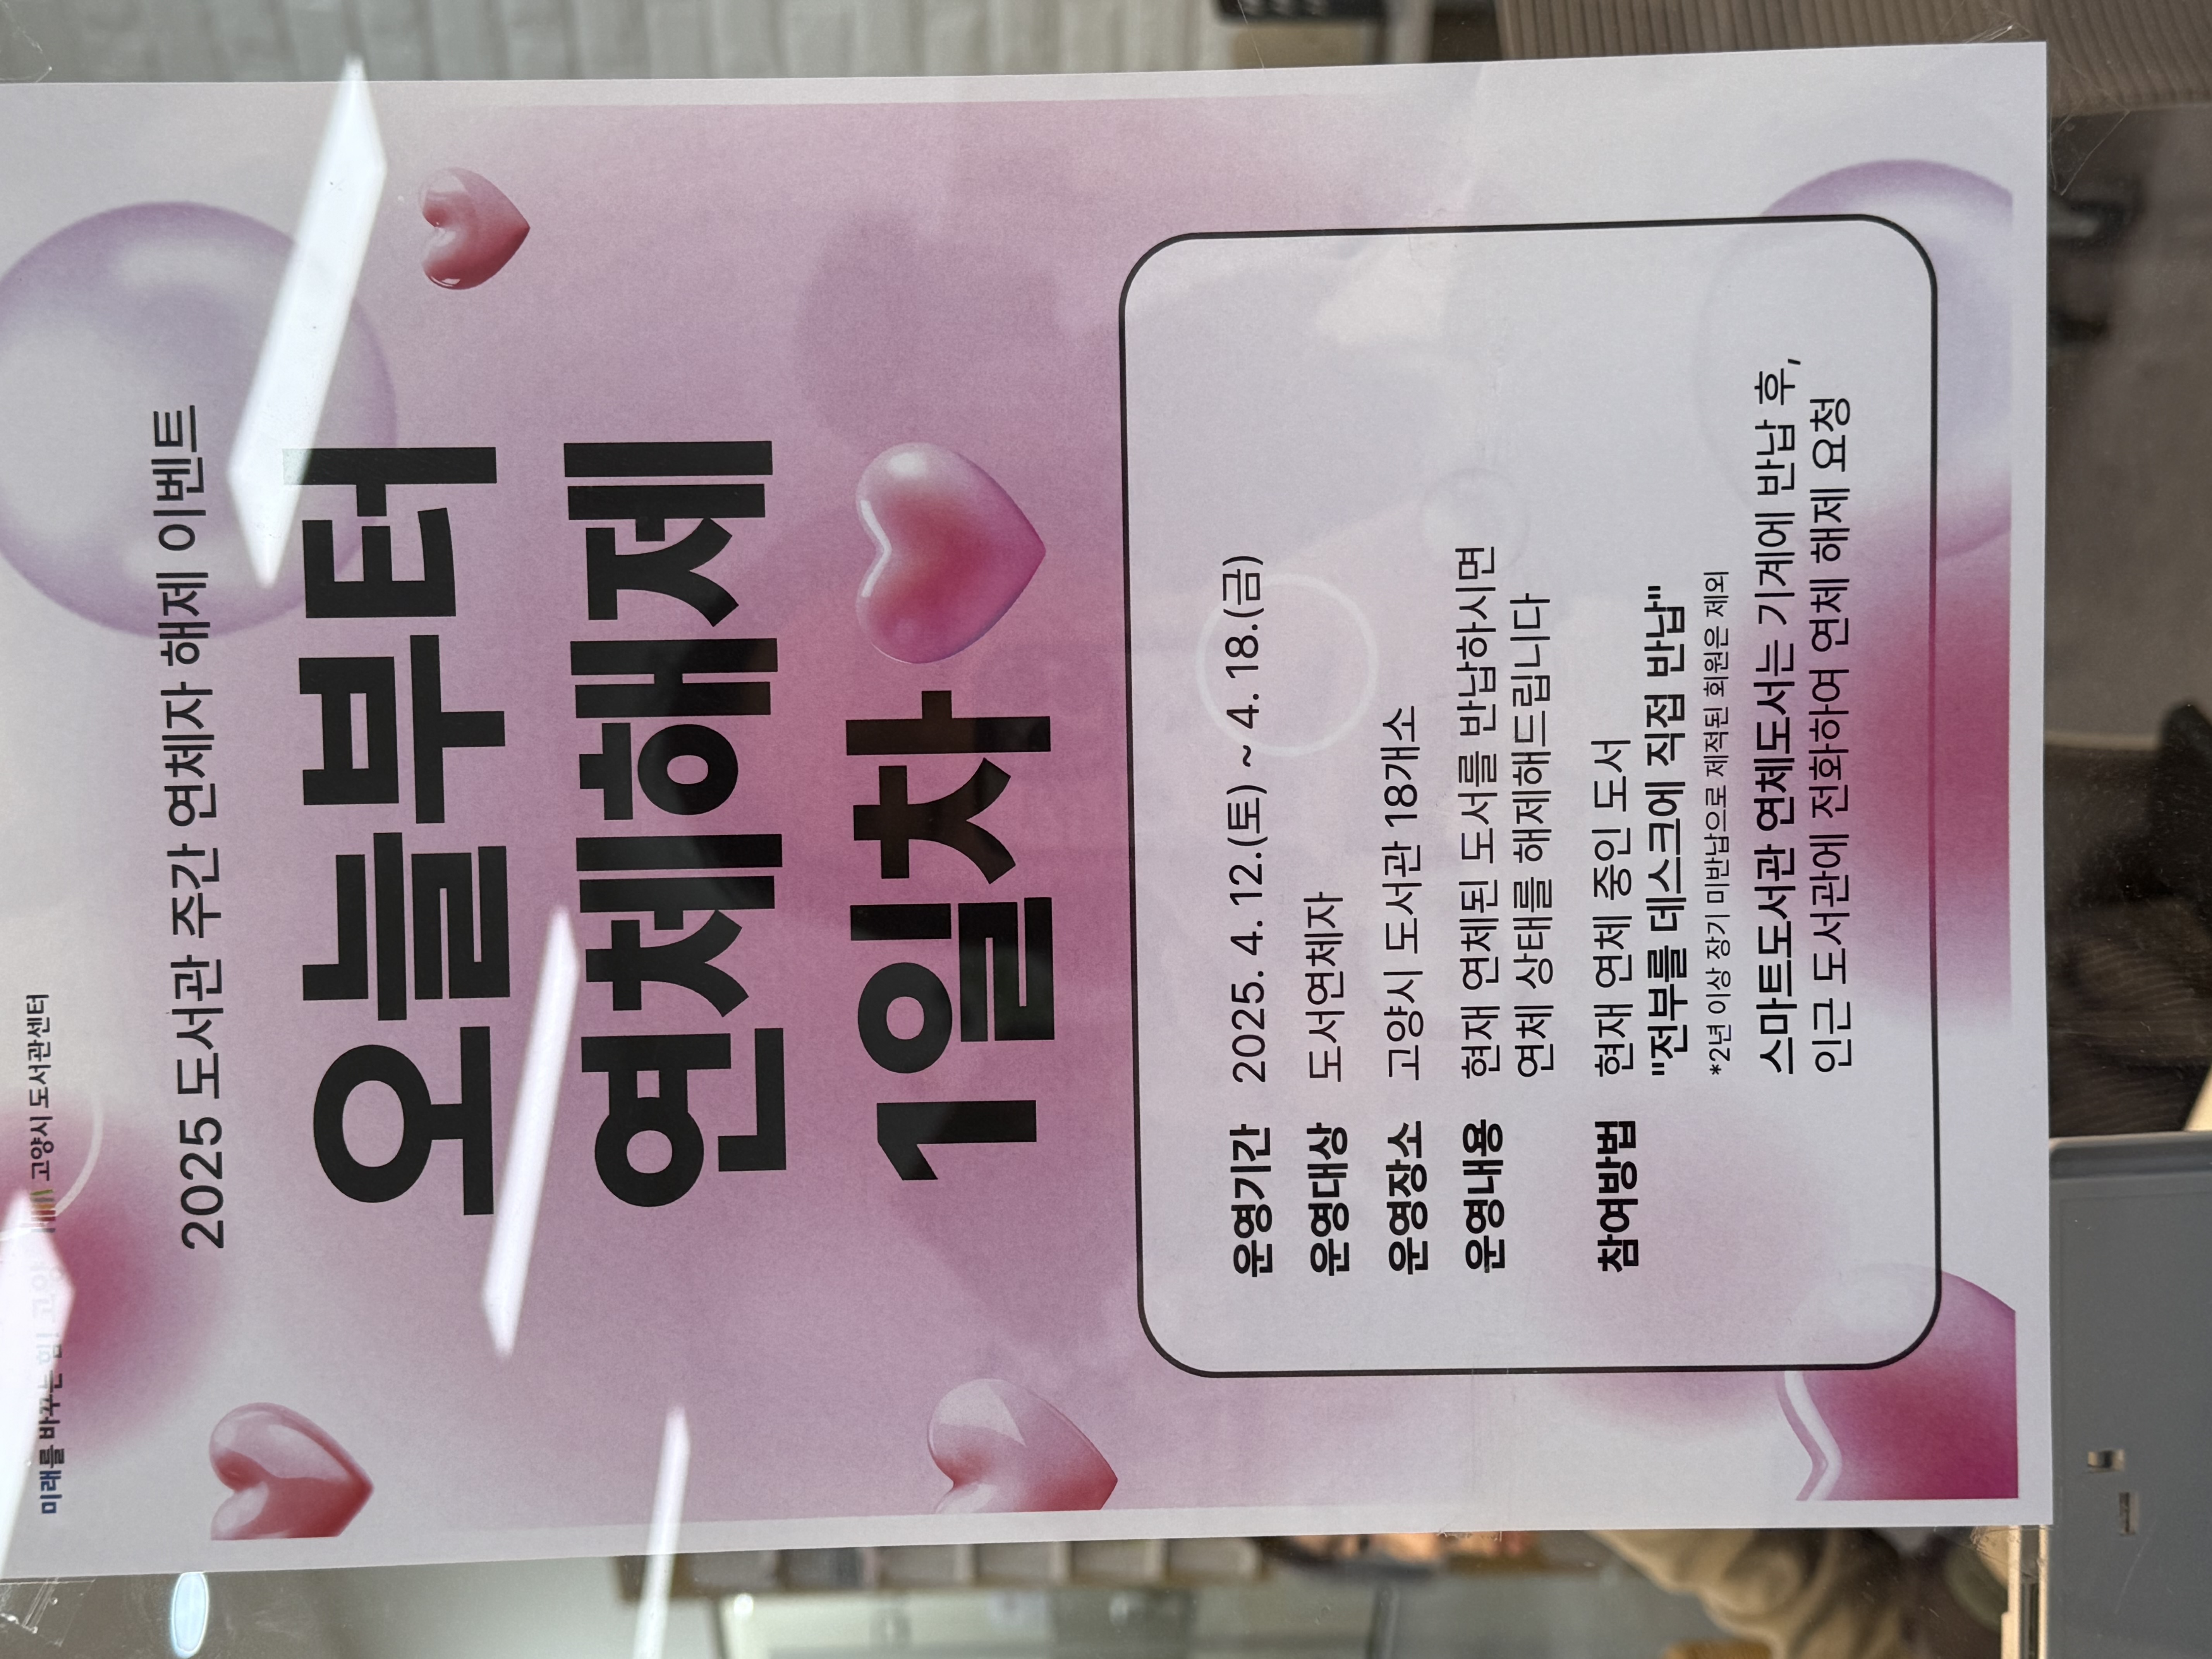 미래를 바꾸는 힘! 고양 고양시 도서관센터
2025 도서관 주간 연체자 해제 이벤트
오늘부터
연체해제
1일차
운영기간 2025. 4. 12.(토) ~ 4. 18.(금)
운영대상 도서연체자
운영장소 고양시 도서관 18개소
운영내용 현재 연체된 도서를 반납하시면
연체 상태를 해제해드립니다
참여방법 현재 연체 중인 도서
"전부를 데스크에 직접 반납"
*2년 이상 장기 미반납으로 제적된 회원은 제외
스마트도서관 연체도서는 기계에 반납 후,
인근 도서관에 전화하여 연체 해제 요청